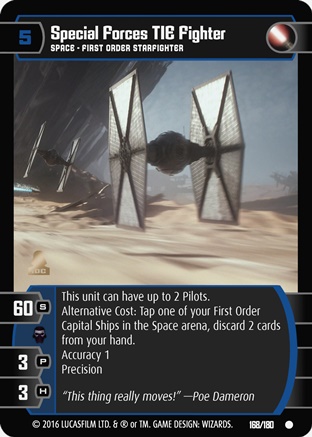 5 Special Forces TIE Fighter
SPACE - FIRST ORDER STARFIGHTER
60 S
3 P
3 H
This unit can have up to 2 Pilots.
Alternative Cost: Tap one of your First Order
Capital Ships in the Space arena, discard 2 cards
from your hand.
Accuracy 1
Precision
“This thing really moves!” —Poe Dameron
© 2016 LUCASFILM LTD. & ® or TM. GAME DESIGN: WIZARDS. 168/180